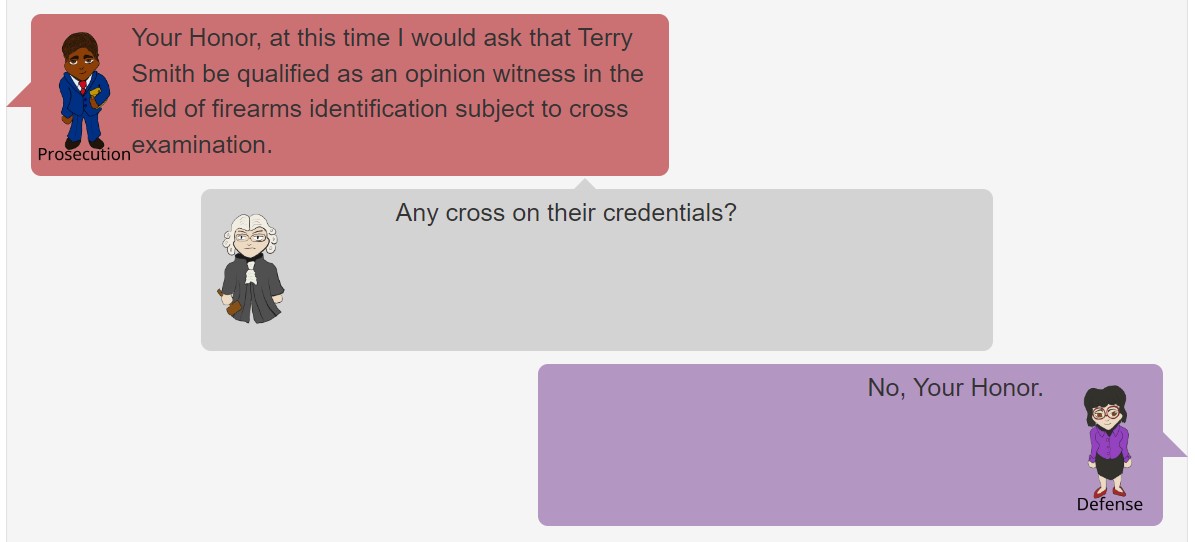 Your Honor, at this time I would ask that Terry
Smith be qualified as an opinion witness in the
field of firearms identification subject to cross
examination.
Prosecution
Any cross on their credentials?
No, Your Honor.
Defense